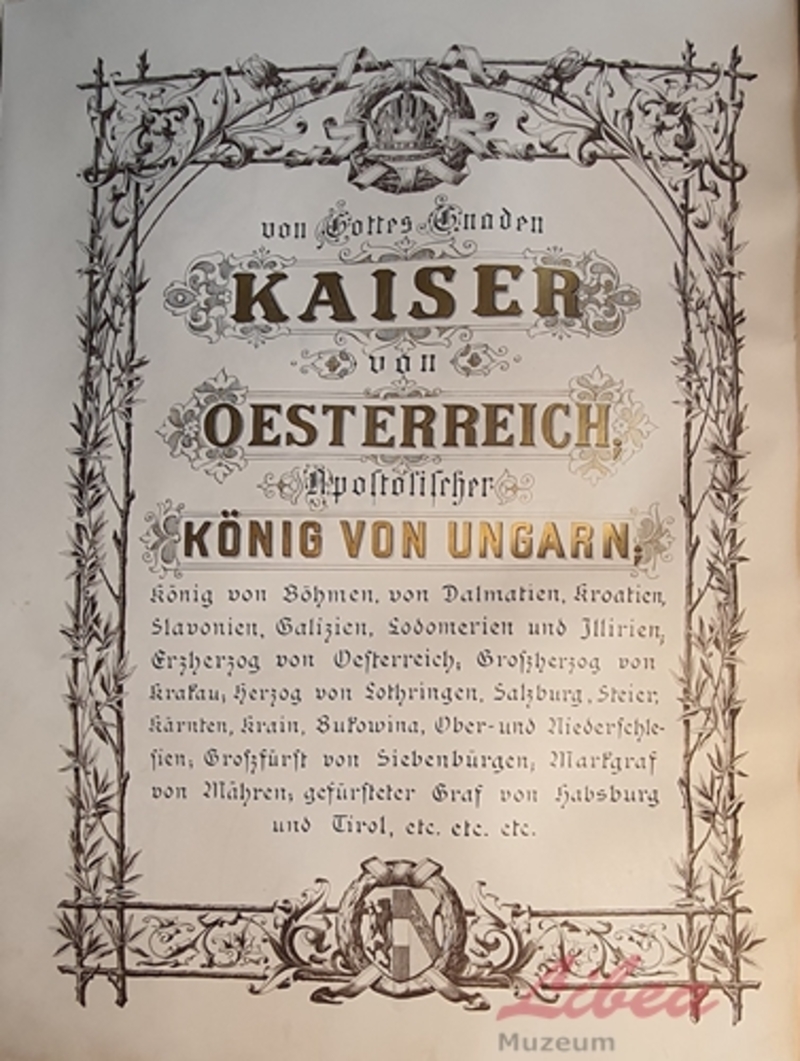 von Gottes Gnaden
KAISER
von
OESTERREICH,
Apostolischer
KÖNIG VON UNGARN;
König von Böhmen, von Dalmatien, Kroatien,
Slavonien, Galizien, Lodomerien und Illirien;
Erzherzog von Oesterreich; Großherzog von
Krakau; Herzog von Lothringen, Salzburg, Steier,
Kärnten, Krain, Bukowina, Ober- und Niederschle-
sien; Großfürst von Siebenbürgen; Markgraf
von Mähren; gefürsteter Graf von Habsburg
und Tirol, etc. etc. etc.
Libea
Muzeum